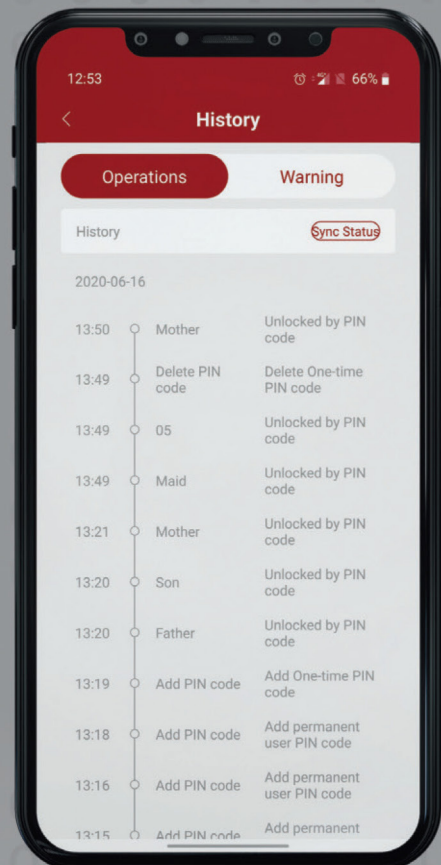 12:53
66%
History
Operations
Warning
History
Sync Status
2020-06-16
13:50 Mother Unlocked by PIN
code
13:49 Delete PIN Delete One-time
code PIN code
13:49 05 Unlocked by PIN
code
13:49 Maid Unlocked by PIN
code
13:21 Mother Unlocked by PIN
code
13:20 Son Unlocked by PIN
code
13:20 Father Unlocked by PIN
code
13:19 Add PIN code Add One-time PIN
code
13:18 Add PIN code Add permanent
user PIN code
13:16 Add PIN code Add permanent
user PIN code
13:15 Add PIN code Add permanent